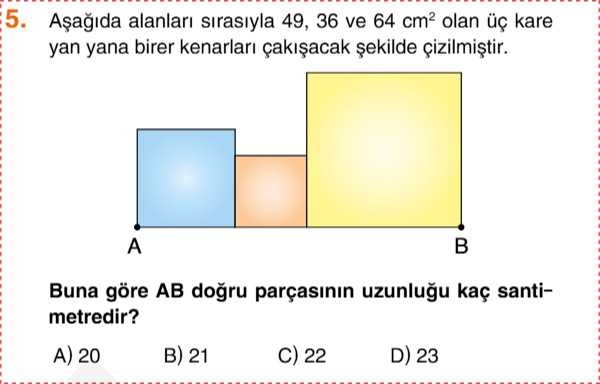 5. Aşağıda alanları sırasıyla 49, 36 ve 64 cm² olan üç kare
yan yana birer kenarları çakışacak şekilde çizilmiştir.
A B
Buna göre AB doğru parçasının uzunluğu kaç santi-
metredir?
A) 20 B) 21 C) 22 D) 23